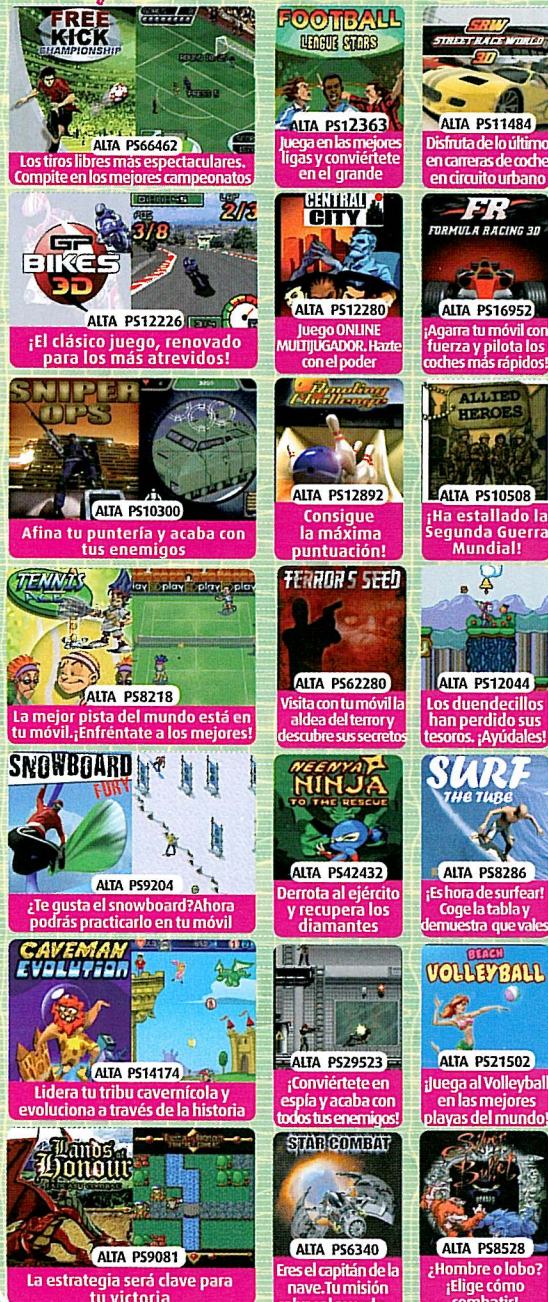 FREE
KICK
CHAMPIONSHIP
ALTA PS66462
Los tiros libres más espectaculares.
Compite en los mejores campeonatos
FOOTBALL
LEAGUE STARS
ALTA PS12363
Juega en las mejores
ligas y conviértete
en el grande
SRW
STREET RACE WORLD
3D
ALTA PS11484
Disfruta de lo último
en carreras de coche
en circuito urbano
GP
BIKES
3D
3/8
2/3
ALTA PS12226
¡El clásico juego, renovado
para los más atrevidos!
CENTRAL
CITY
ALTA PS12280
Juego ONLINE
MULTIJUGADOR. Hazte
con el poder
FR
FORMULA RACING 3D
ALTA PS16952
¡Agarra tu móvil con
fuerza y pilota los
coches más rápidos!
SNIPER
OPS
ALTA PS10300
Afina tu puntería y acaba con
tus enemigos
Bowling
Challenge
ALTA PS12892
Consigue
la máxima
puntuación!
ALLIED
HEROES
ALTA PS10508
¡Ha estallado la
Segunda Guerra
Mundial!
TENNIS
play play play
ALTA PS8218
La mejor pista del mundo está en
tu móvil.¡Enfréntate a los mejores!
TERROR'S SEED
ALTA PS62280
Visita con tu móvil la
aldea del terror y
descubre sus secretos
ALTA PS12044
Los duendecillos
han perdido sus
tesoros. ¡Ayúdales!
SNOWBOARD
FURY
ALTA PS9204
¿Te gusta el snowboard?Ahora
podrás practicarlo en tu móvil
NEENYA
NINJA
TO THE RESCUE
ALTA PS42432
Derrota al ejército
y recupera los
diamantes
SURF
THE TUBE
ALTA PS8286
¡Es hora de surfear!
Coge la tabla y
demuestra que vales
CAVEMAN
EVOLUTION
ALTA PS14174
Lidera tu tribu cavernícola y
evoluciona a través de la historia
ALTA PS29523
¡Conviértete en
espía y acaba con
todos tus enemigos!
BEACH
VOLLEYBALL
ALTA PS21502
¡Juega al Volleyball
en las mejores
playas del mundo!
Lands of
Honour
ALTA PS9081
La estrategia será clave para
tu victoria
STAR COMBAT
ALTA PS6340
Eres el capitán de la
nave.Tu misión
Silver
Bullet
ALTA PS8528
¿Hombre o lobo?
¡Elige cómo
combatir!